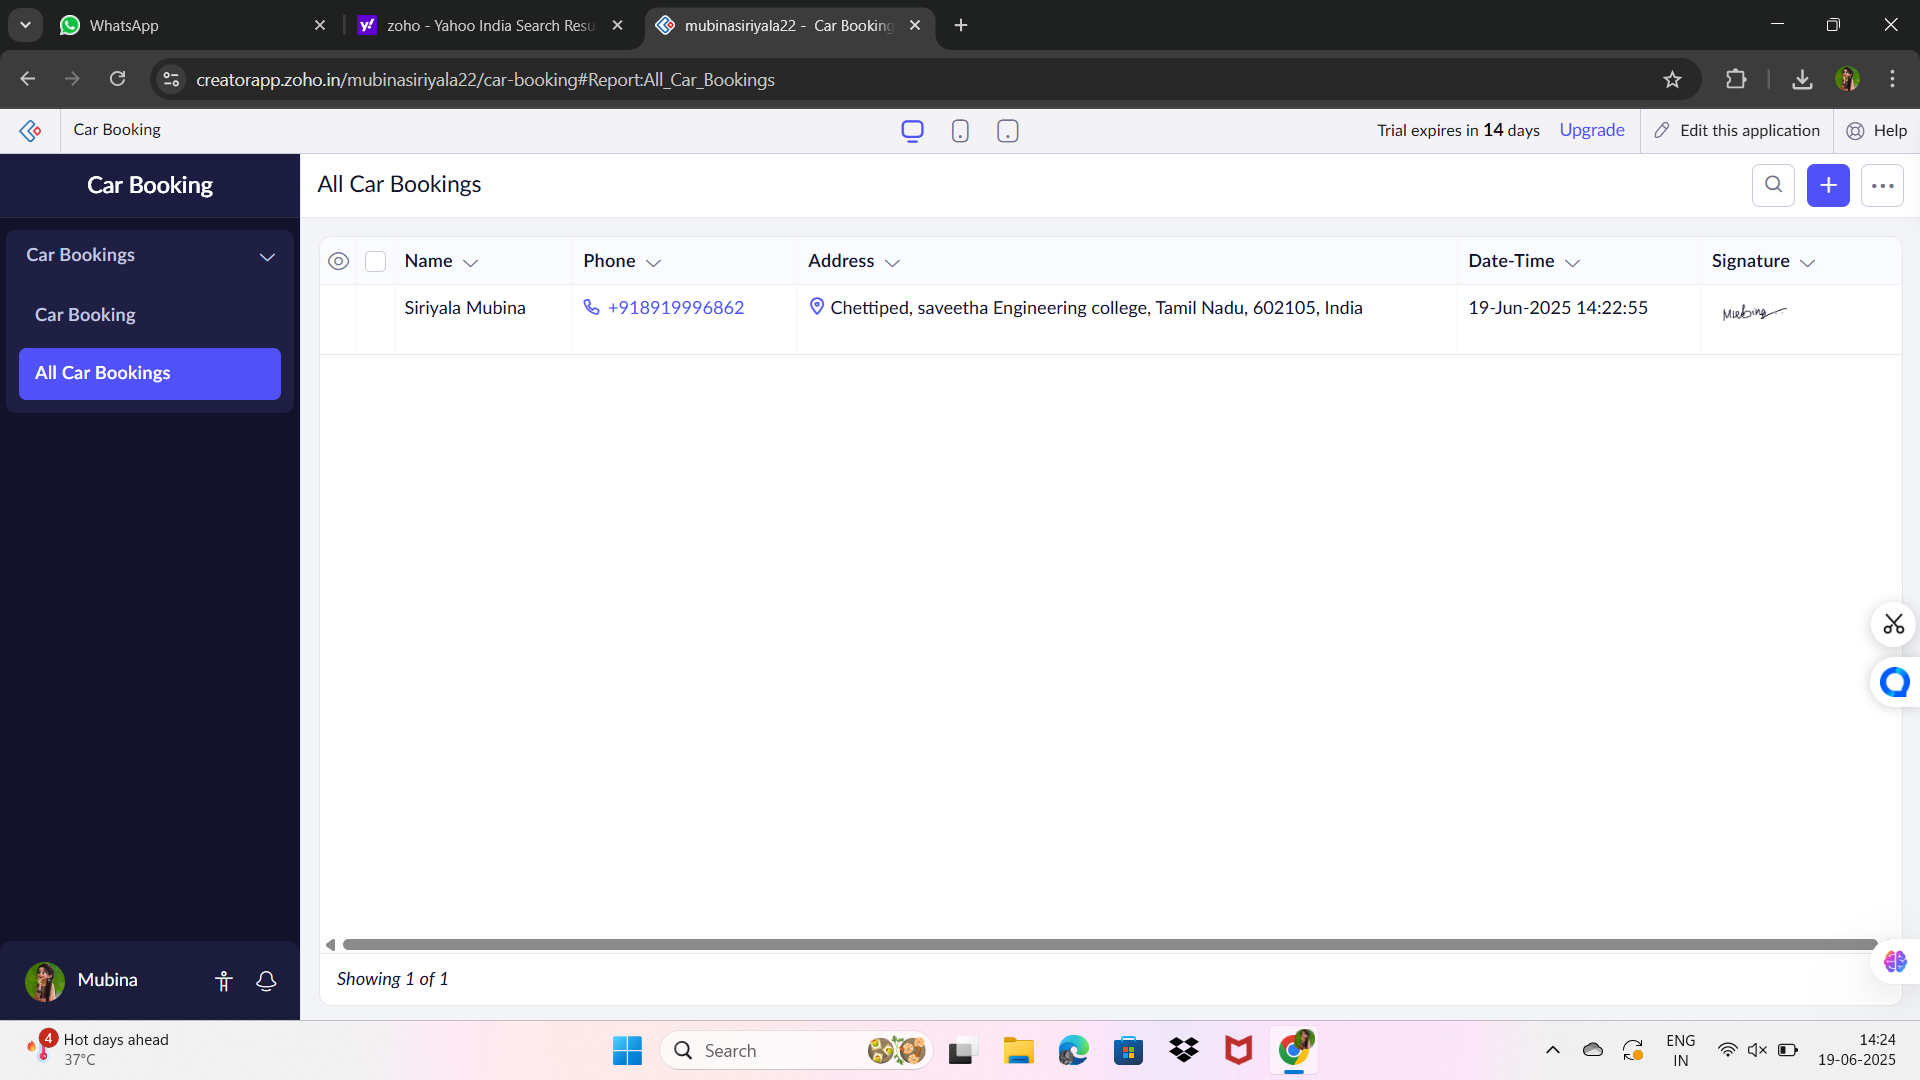 WhatsApp
zoho - Yahoo India Search Resu
mubinasiriyala22 - Car Booking
creatorapp.zoho.in/mubinasiriyala22/car-booking#Report:All_Car_Bookings
Car Booking
Trial expires in 14 days Upgrade Edit this application Help
Car Booking
All Car Bookings
Car Bookings
Car Booking
All Car Bookings
Name Phone Address Date-Time Signature
Siriyala Mubina +918919996862 Chettiped, saveetha Engineering college, Tamil Nadu, 602105, India 19-Jun-2025 14:22:55 Mubina
Showing 1 of 1
Mubina
4 Hot days ahead
37°C
Search
ENG
IN
14:24
19-06-2025